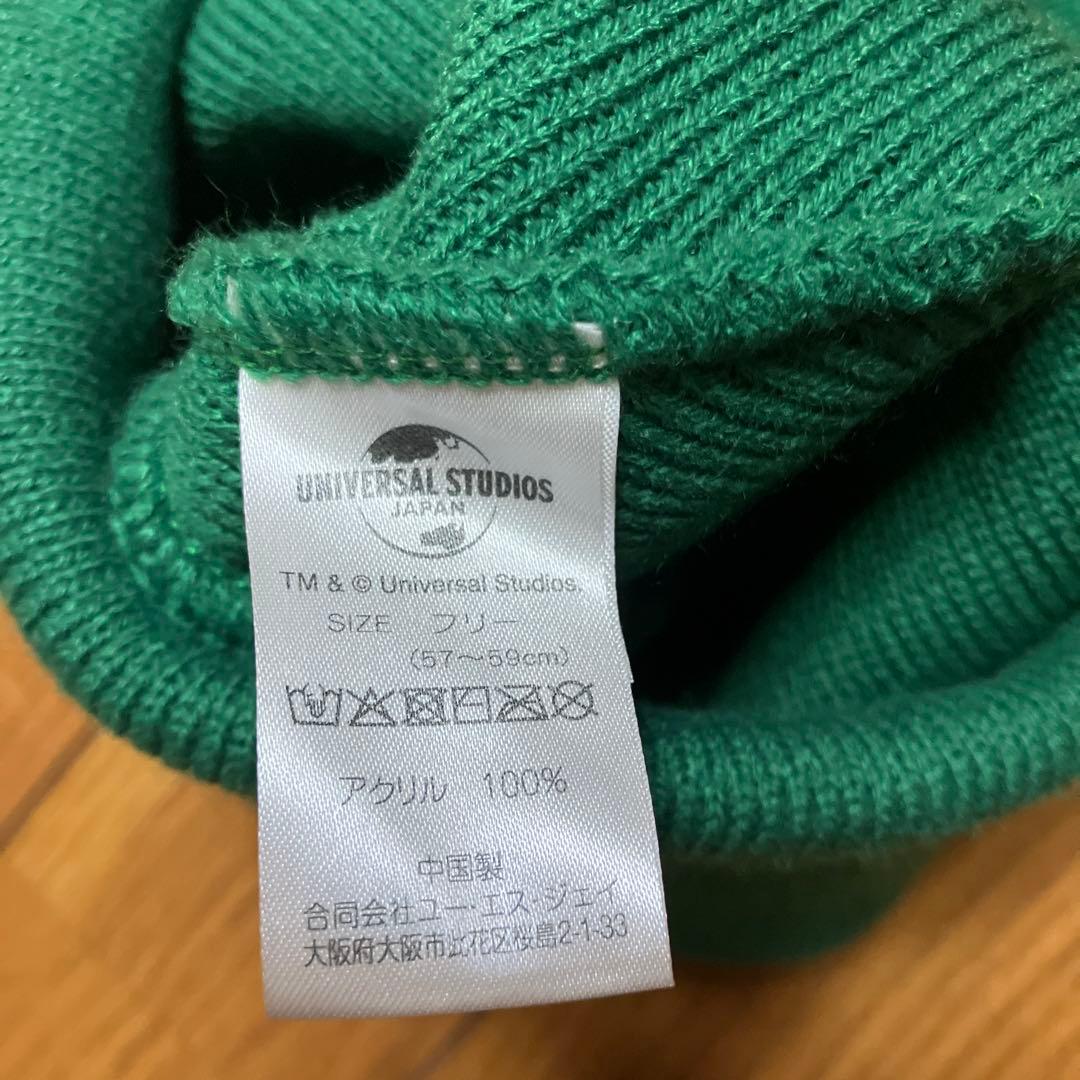 UNIVERSAL STUDIOS
JAPAN
TM & © Universal Studios.
SIZE フリー
(57～59cm)
アクリル 100%
中国製
合同会社ユー・エス・ジェイ
大阪府大阪市此花区桜島2-1-33